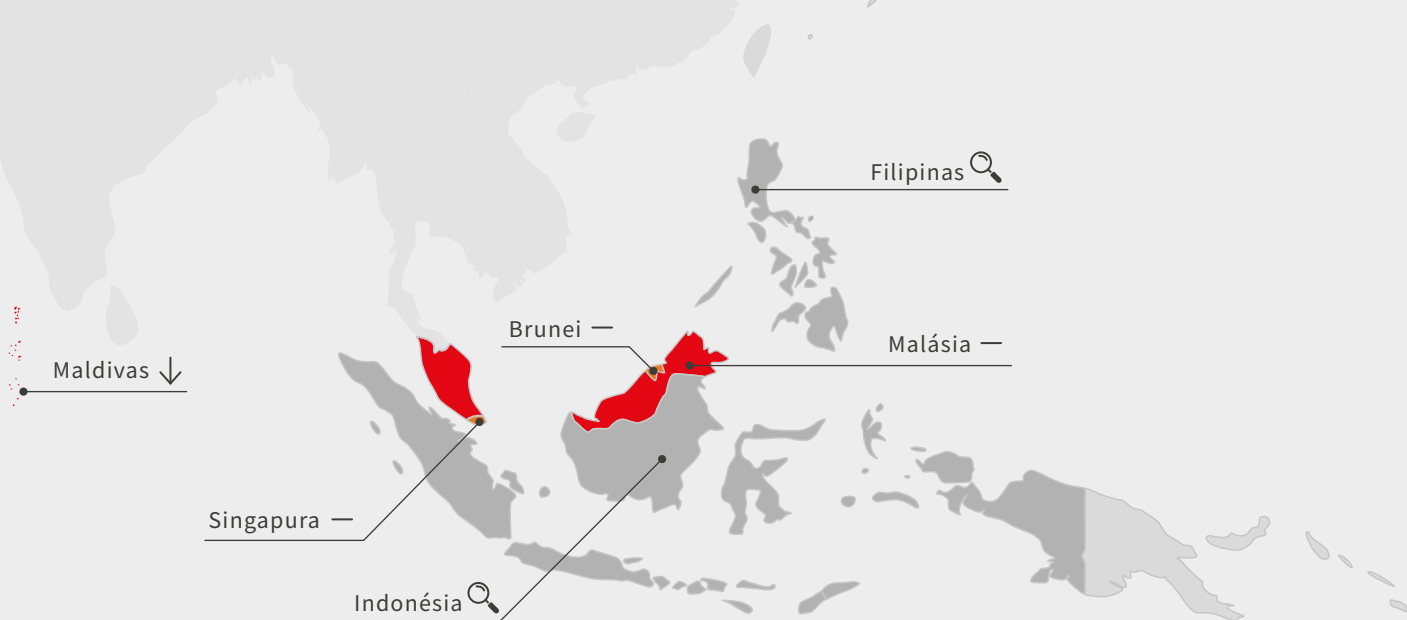 Filipinas
Brunei
Malásia
Maldivas
Singapura
Indonésia